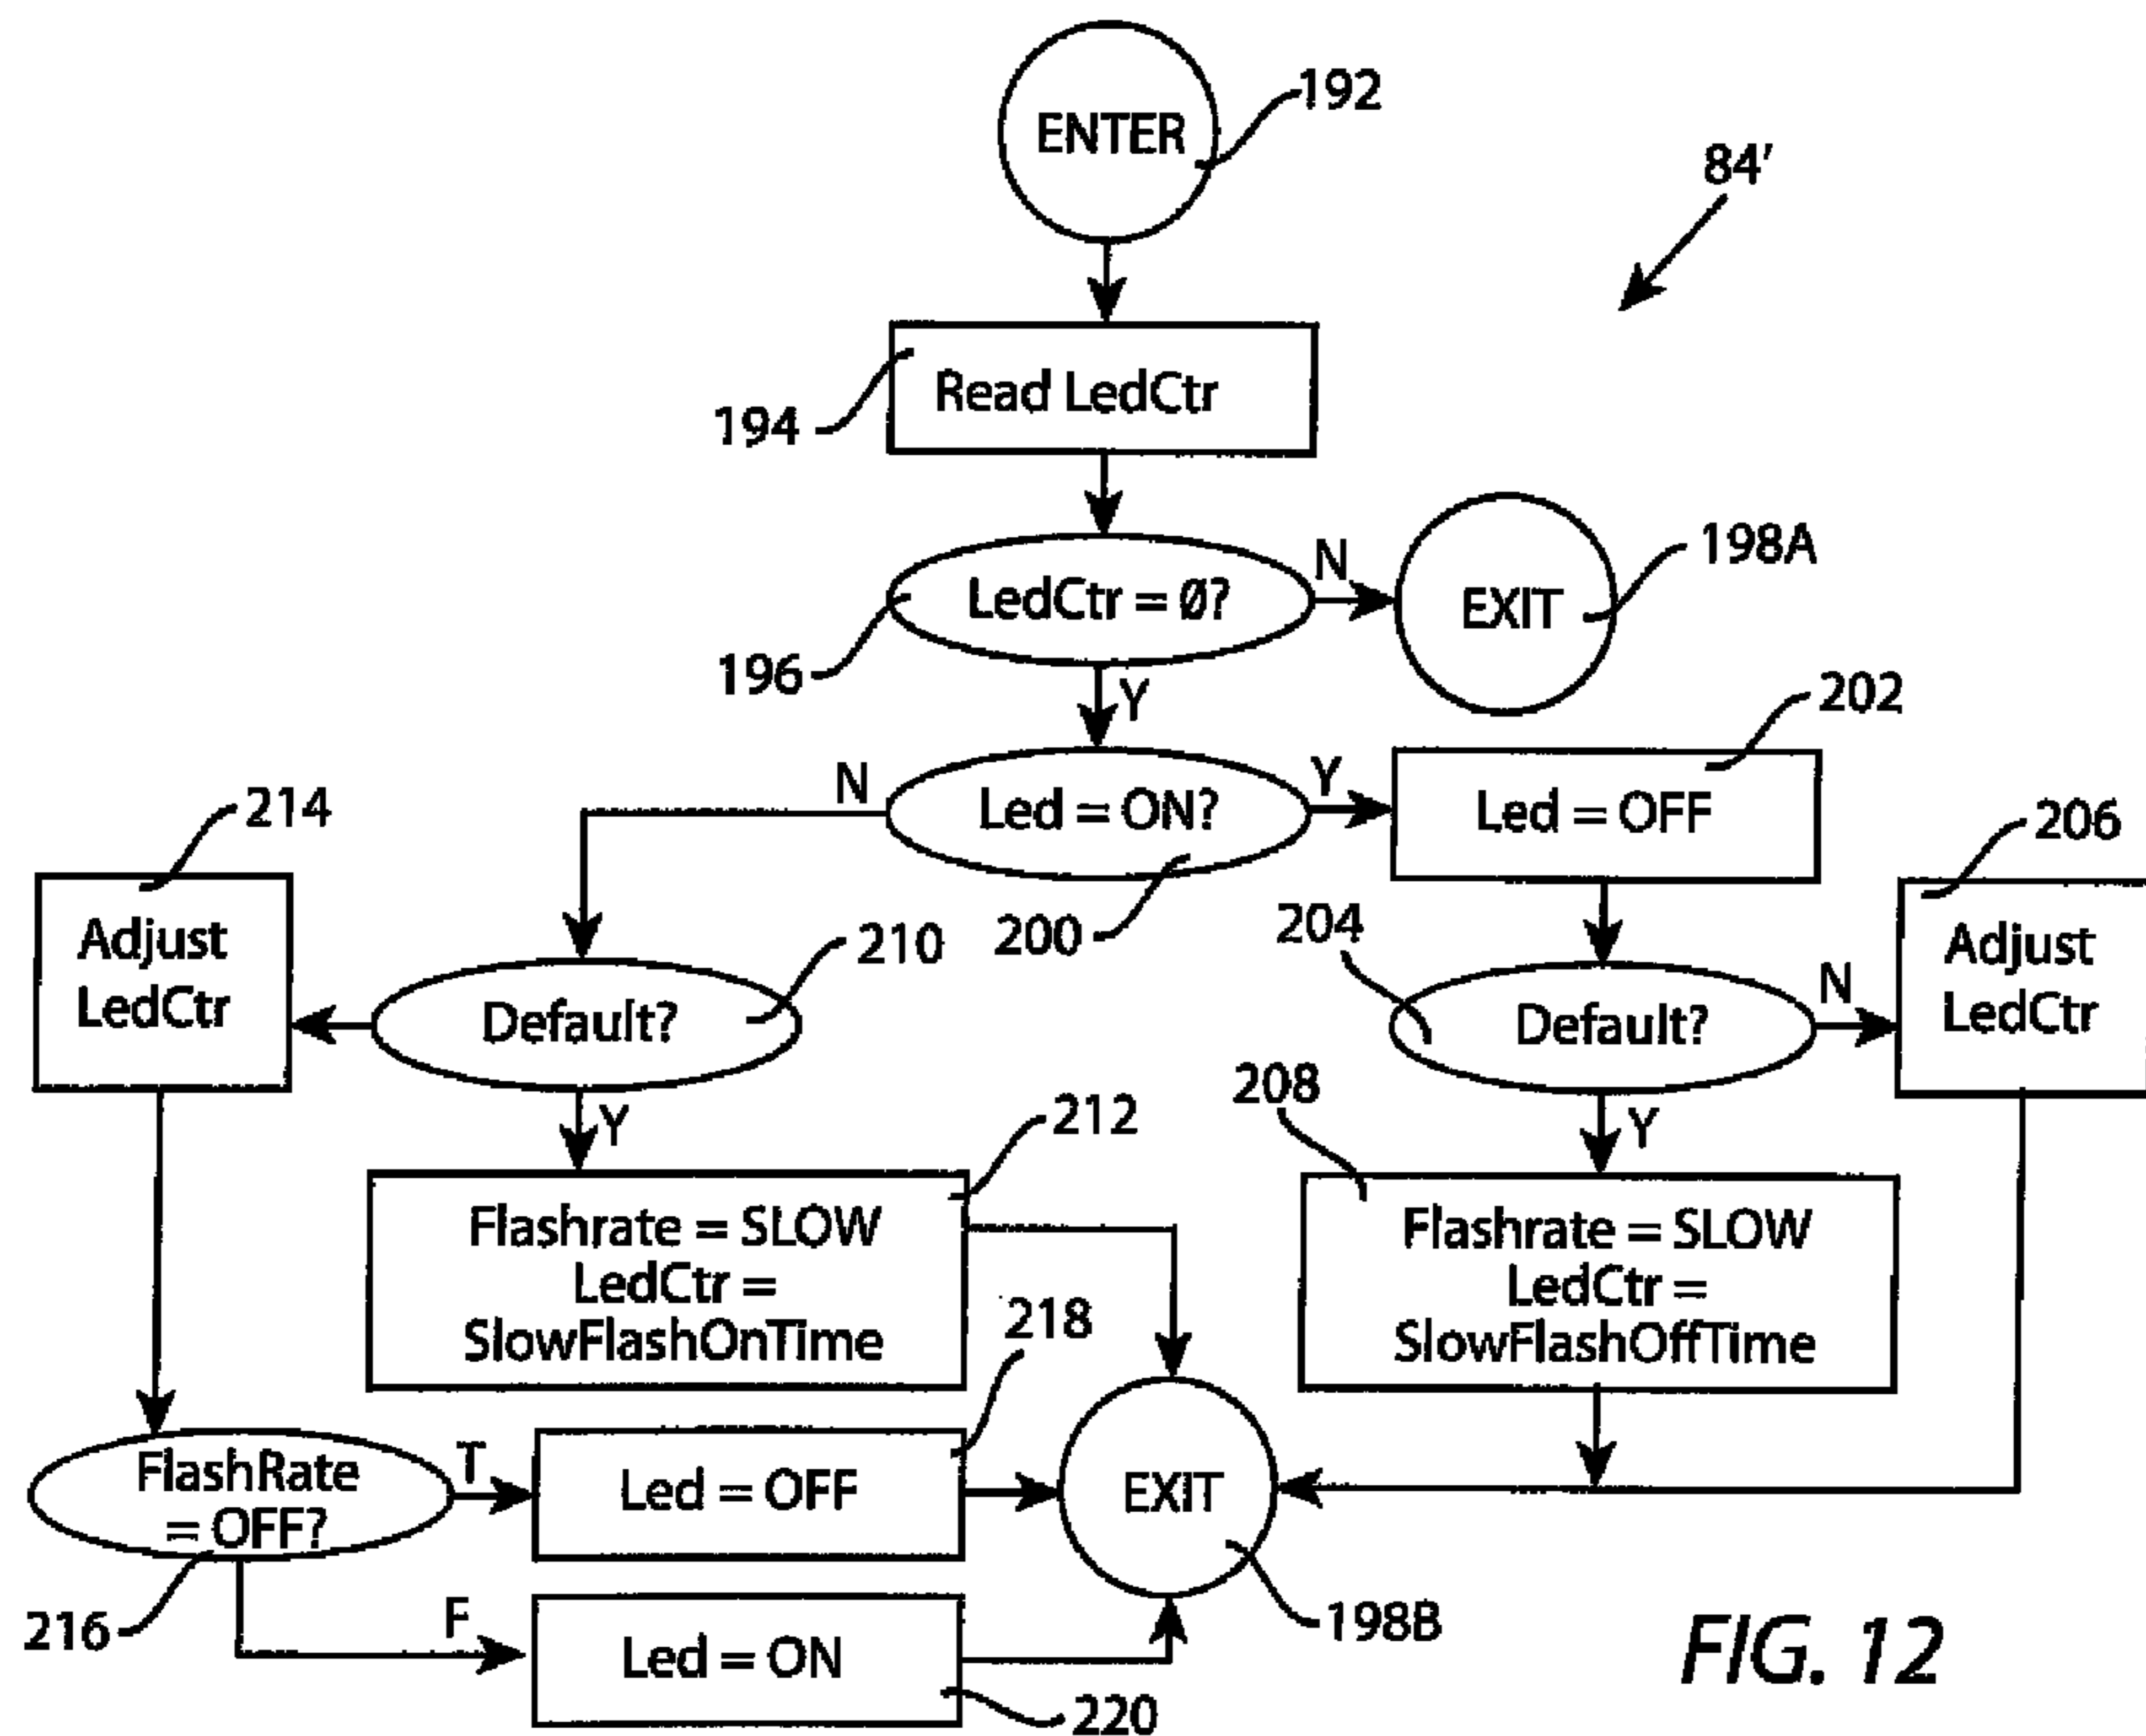 ENTER
192
84'
Read LedCtr
194
LedCtr = Ø?
N
EXIT
198A
196
Y
202
Led = ON?
N
Y
Led = OFF
214
206
200
204
210
Adjust
LedCtr
Default?
Default?
N
Adjust
LedCtr
Y
212
208
Y
Flashrate = SLOW
LedCtr =
SlowFlashOnTime
Flashrate = SLOW
LedCtr =
SlowFlashOffTime
218
FlashRate
= OFF?
T
Led = OFF
EXIT
216
F
Led = ON
198B
220
FIG. 12